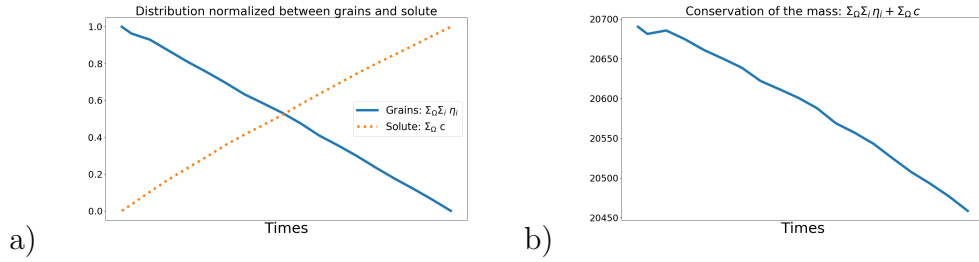 Distribution normalized between grains and solute
1.0
0.8
0.6
0.4
0.2
0.0
Grains: Σ_Ω Σ_i η_i
Solute: Σ_Ω c
Times
a)
Conservation of the mass: Σ_Ω Σ_i η_i + Σ_Ω c
20700
20650
20600
20550
20500
20450
Times
b)